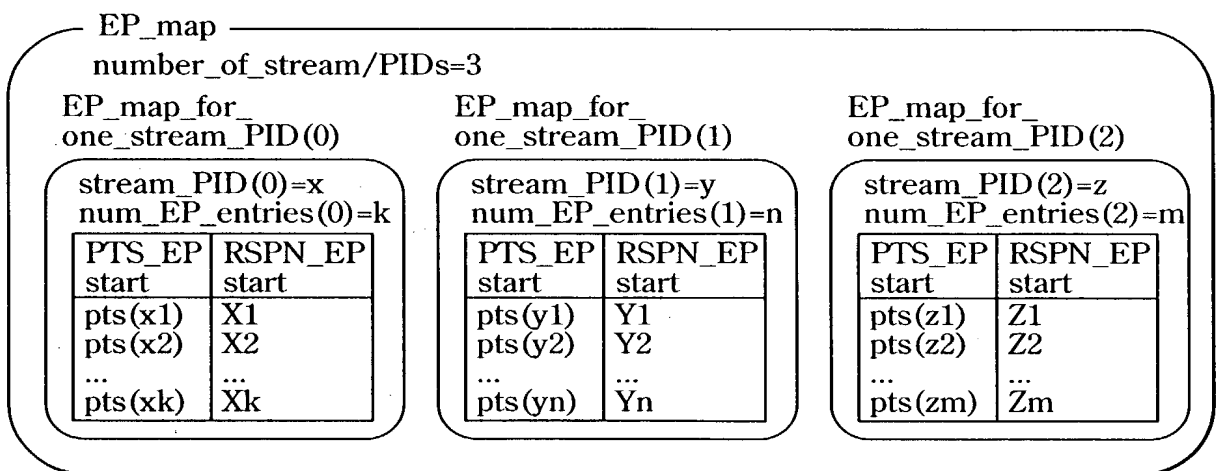 EP_map
number_of_stream/PIDs=3
EP_map_for_
one_stream_PID(0)
stream_PID(0)=x
num_EP_entries(0)=k
PTS_EP RSPN_EP
start start
pts(x1) X1
pts(x2) X2
... ...
pts(xk) Xk
EP_map_for_
one_stream_PID(1)
stream_PID(1)=y
num_EP_entries(1)=n
PTS_EP RSPN_EP
start start
pts(y1) Y1
pts(y2) Y2
... ...
pts(yn) Yn
EP_map_for_
one_stream_PID(2)
stream_PID(2)=z
num_EP_entries(2)=m
PTS_EP RSPN_EP
start start
pts(z1) Z1
pts(z2) Z2
... ...
pts(zm) Zm